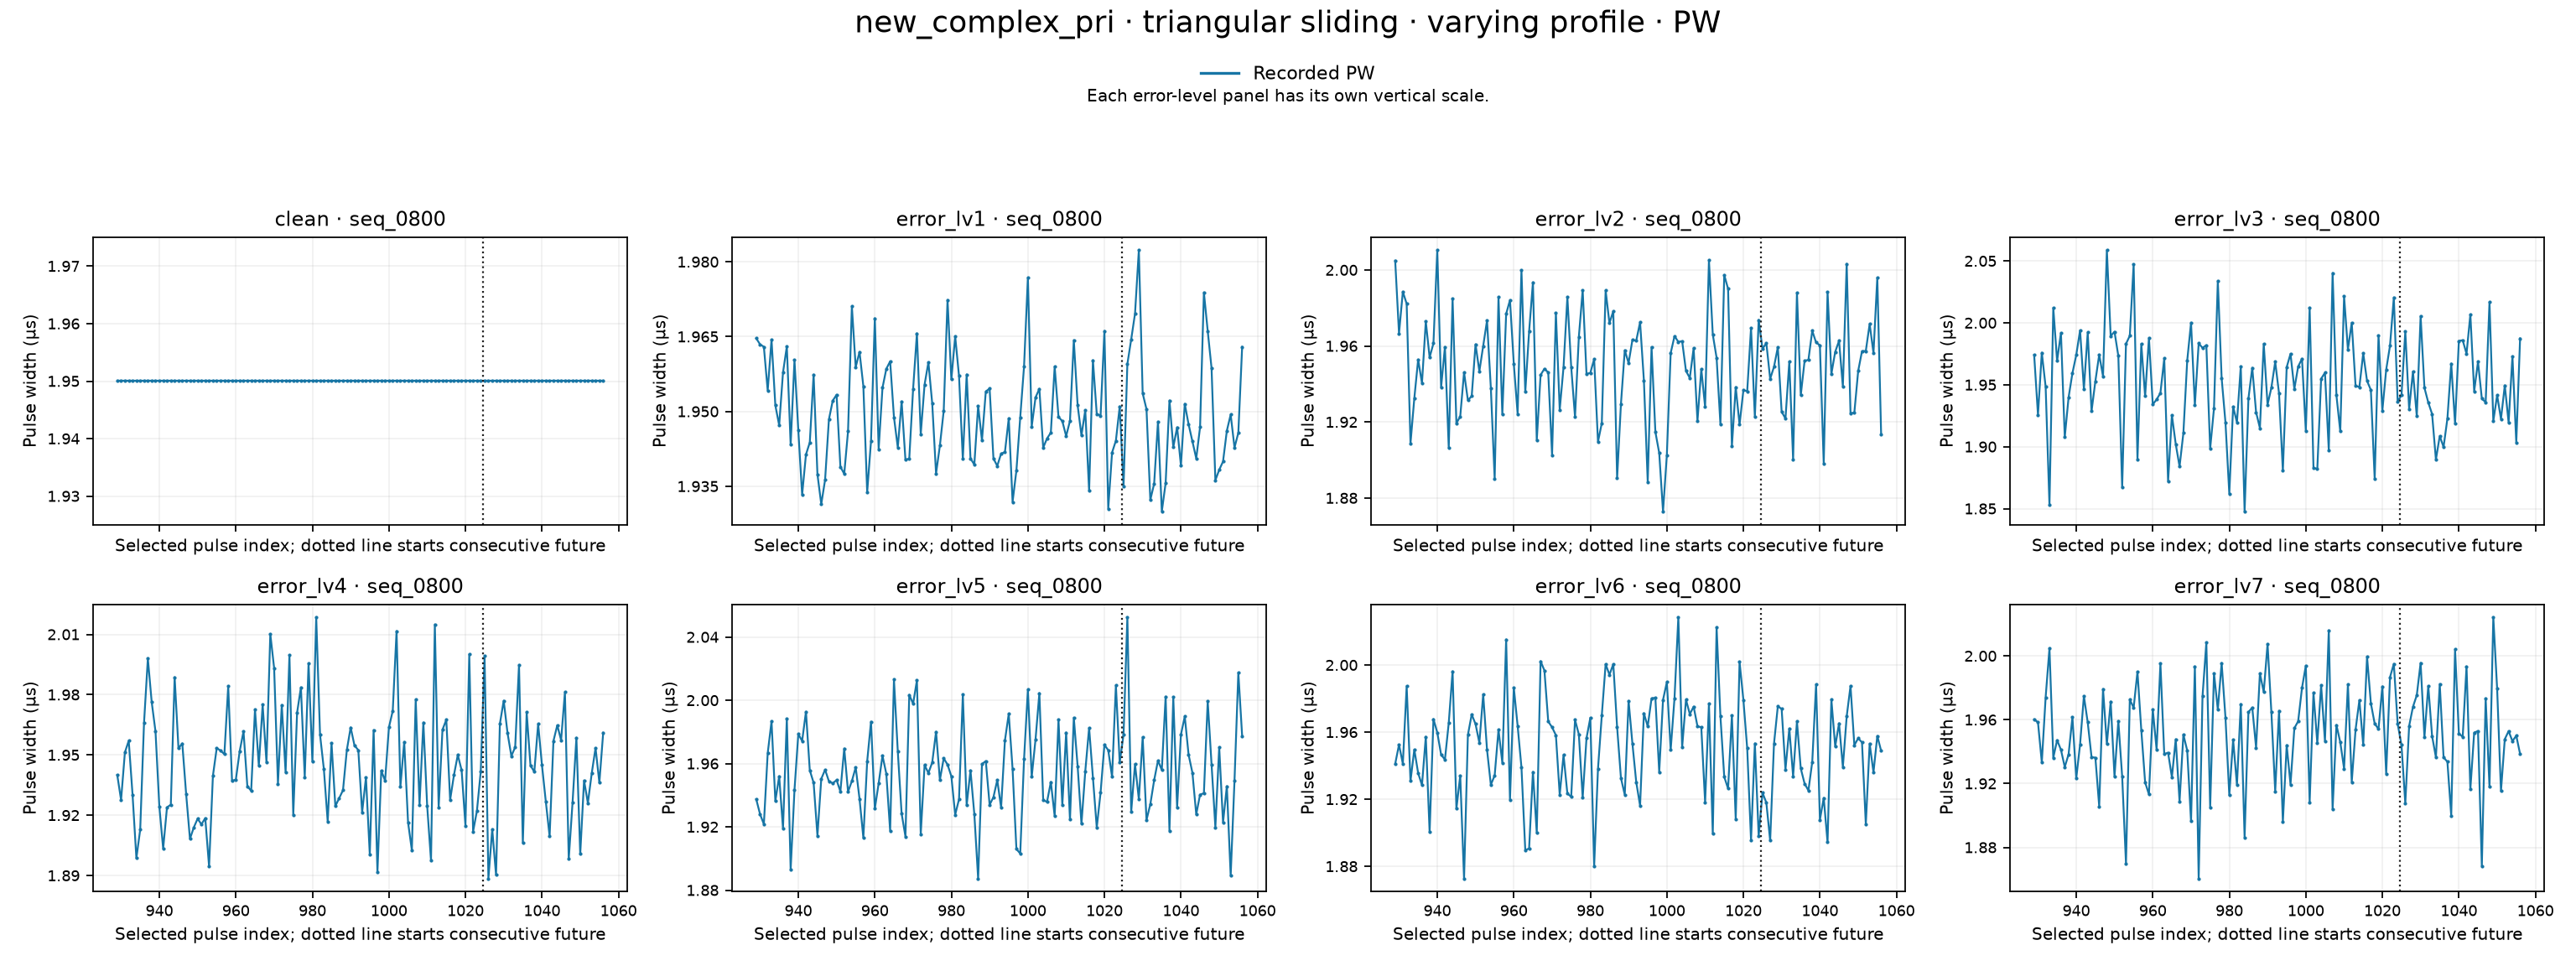 new_complex_pri · triangular sliding · varying profile · PW
Recorded PW
Each error-level panel has its own vertical scale.
clean · seq_0800
1.97
1.96
1.95
1.94
1.93
Pulse width (µs)
Selected pulse index; dotted line starts consecutive future
error_lv1 · seq_0800
1.980
1.965
1.950
1.935
Pulse width (µs)
Selected pulse index; dotted line starts consecutive future
error_lv2 · seq_0800
2.00
1.96
1.92
1.88
Pulse width (µs)
Selected pulse index; dotted line starts consecutive future
error_lv3 · seq_0800
2.05
2.00
1.95
1.90
1.85
Pulse width (µs)
Selected pulse index; dotted line starts consecutive future
error_lv4 · seq_0800
2.01
1.98
1.95
1.92
1.89
Pulse width (µs)
940 960 980 1000 1020 1040 1060
Selected pulse index; dotted line starts consecutive future
error_lv5 · seq_0800
2.04
2.00
1.96
1.92
1.88
Pulse width (µs)
940 960 980 1000 1020 1040 1060
Selected pulse index; dotted line starts consecutive future
error_lv6 · seq_0800
2.00
1.96
1.92
1.88
Pulse width (µs)
940 960 980 1000 1020 1040 1060
Selected pulse index; dotted line starts consecutive future
error_lv7 · seq_0800
2.00
1.96
1.92
1.88
Pulse width (µs)
940 960 980 1000 1020 1040 1060
Selected pulse index; dotted line starts consecutive future